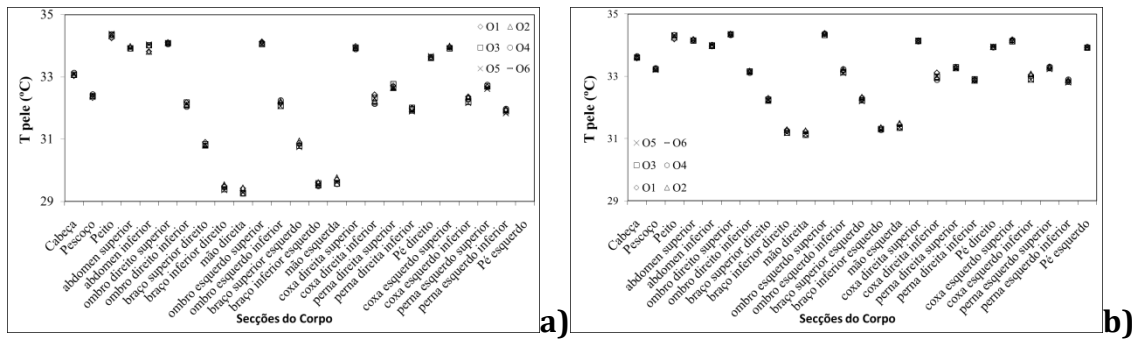 35
33
31
29
T pele (ºC)
O1 O2
O3 O4
O5 O6
Cabeça
Pescoço
Peito
abdomen superior
abdomen inferior
ombro direito superior
ombro direito inferior
braço superior direito
braço inferior direito
mão direita
ombro esquerdo superior
ombro esquerdo inferior
braço superior esquerdo
braço inferior esquerdo
mão esquerda
coxa direita superior
coxa direita inferior
perna direita superior
perna direita inferior
Pé direito
coxa esquerdo superior
coxa esquerdo inferior
perna esquerdo superior
perna esquerdo inferior
Pé esquerdo
Secções do Corpo
a)
35
33
31
29
T pele (ºC)
O5 O6
O3 O4
O1 O2
Cabeça
Pescoço
Peito
abdomen superior
abdomen inferior
ombro direito superior
ombro direito inferior
braço superior direito
braço inferior direito
mão direita
ombro esquerdo superior
ombro esquerdo inferior
braço superior esquerdo
braço inferior esquerdo
mão esquerda
coxa direita superior
coxa direita inferior
perna direita superior
perna direita inferior
Pé direito
coxa esquerdo superior
coxa esquerdo inferior
perna esquerdo superior
perna esquerdo inferior
Pé esquerdo
Secções do Corpo
b)